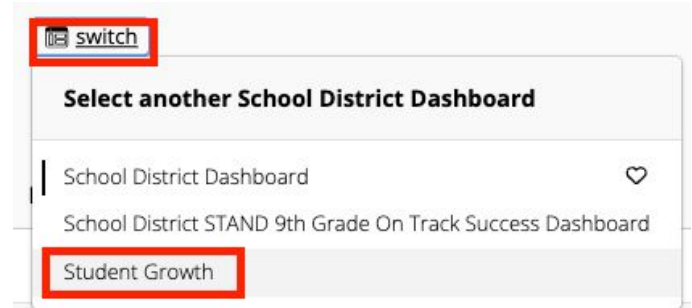 switch
Select another School District Dashboard
School District Dashboard
School District STAND 9th Grade On Track Success Dashboard
Student Growth